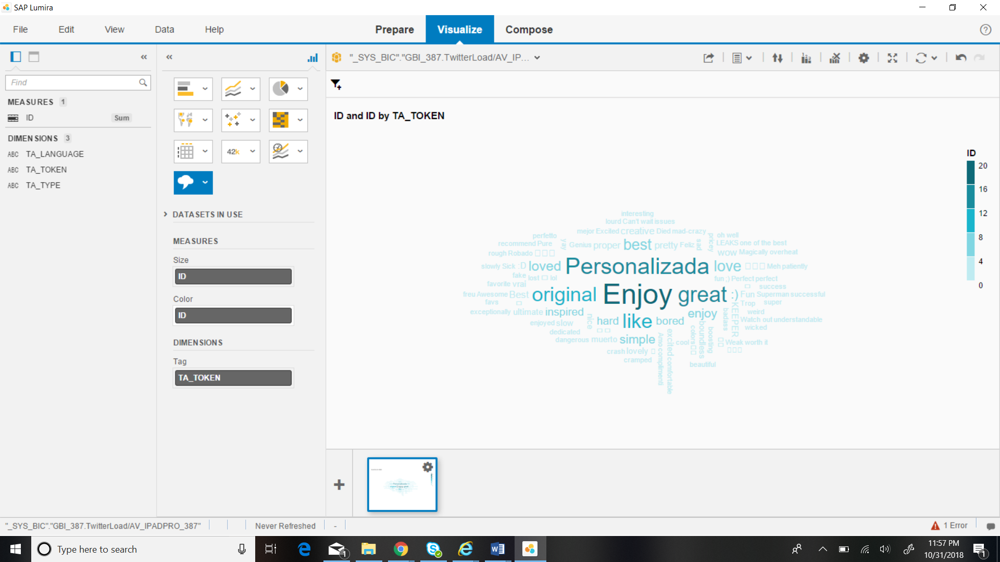 SAP Lumira
File Edit View Data Help Prepare Visualize Compose
"_SYS_BIC"."GBI_387.TwitterLoad/AV_IP...
Find
MEASURES 1
ID Sum
DIMENSIONS 3
ABC TA_LANGUAGE
ABC TA_TOKEN
ABC TA_TYPE
42k
DATASETS IN USE
MEASURES
Size
ID
Color
ID
DIMENSIONS
Tag
TA_TOKEN
ID and ID by TA_TOKEN
ID
20
16
12
8
4
0
interesting
lourd Can't wait issues
mejor Excited creative Died mad-crazy
perfetto oh well
recommend Pure yay Genius proper best pretty Feliz sad pricey LEAKS one of the best
rough Robado wow Magically overheat
slowly Sick :D loved Personalizada love Meh patiently
fake lost lol fun ;) Perfect perfect
favorite vrai success
freu Awesome Best original Enjoy great :) Fun Superman successful
favs Trop super
exceptionally ultimate inspired nice hard like bored enjoy badass KEEPER weird
enjoyed slow Watch out understandable
dedicated wicked
dangerous muerto simple Amo excited cool colors boundless boosting Weak worth it
crash lovely
cramped complimenti comfortable beautiful
"_SYS_BIC"."GBI_387.TwitterLoad/AV_IPADPRO_387" Never Refreshed - 1 Error
Type here to search
1
11:57 PM
10/31/2018
1